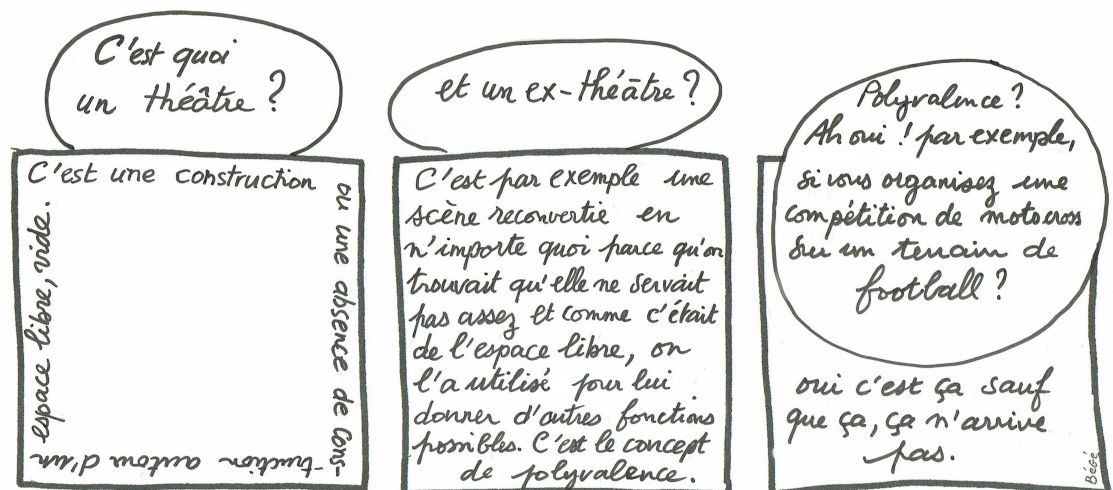 C'est quoi
un théâtre ?
C'est une construction
ou une absence de Cons-
-truction autour d'un
espace libre, vide.
et un ex-théâtre ?
C'est par exemple une
scène reconvertie en
n'importe quoi parce qu'on
trouvait qu'elle ne servait
pas assez et comme c'était
de l'espace libre, on
l'a utilisé pour lui
donner d'autres fonctions
possibles. C'est le concept
de polyvalence.
Polyvalence ?
Ah oui ! par exemple,
si vous organisez une
compétition de motocross
sur un terrain de
football ?
oui c'est ça sauf
que ça, ça n'arrive
pas.
BéGé